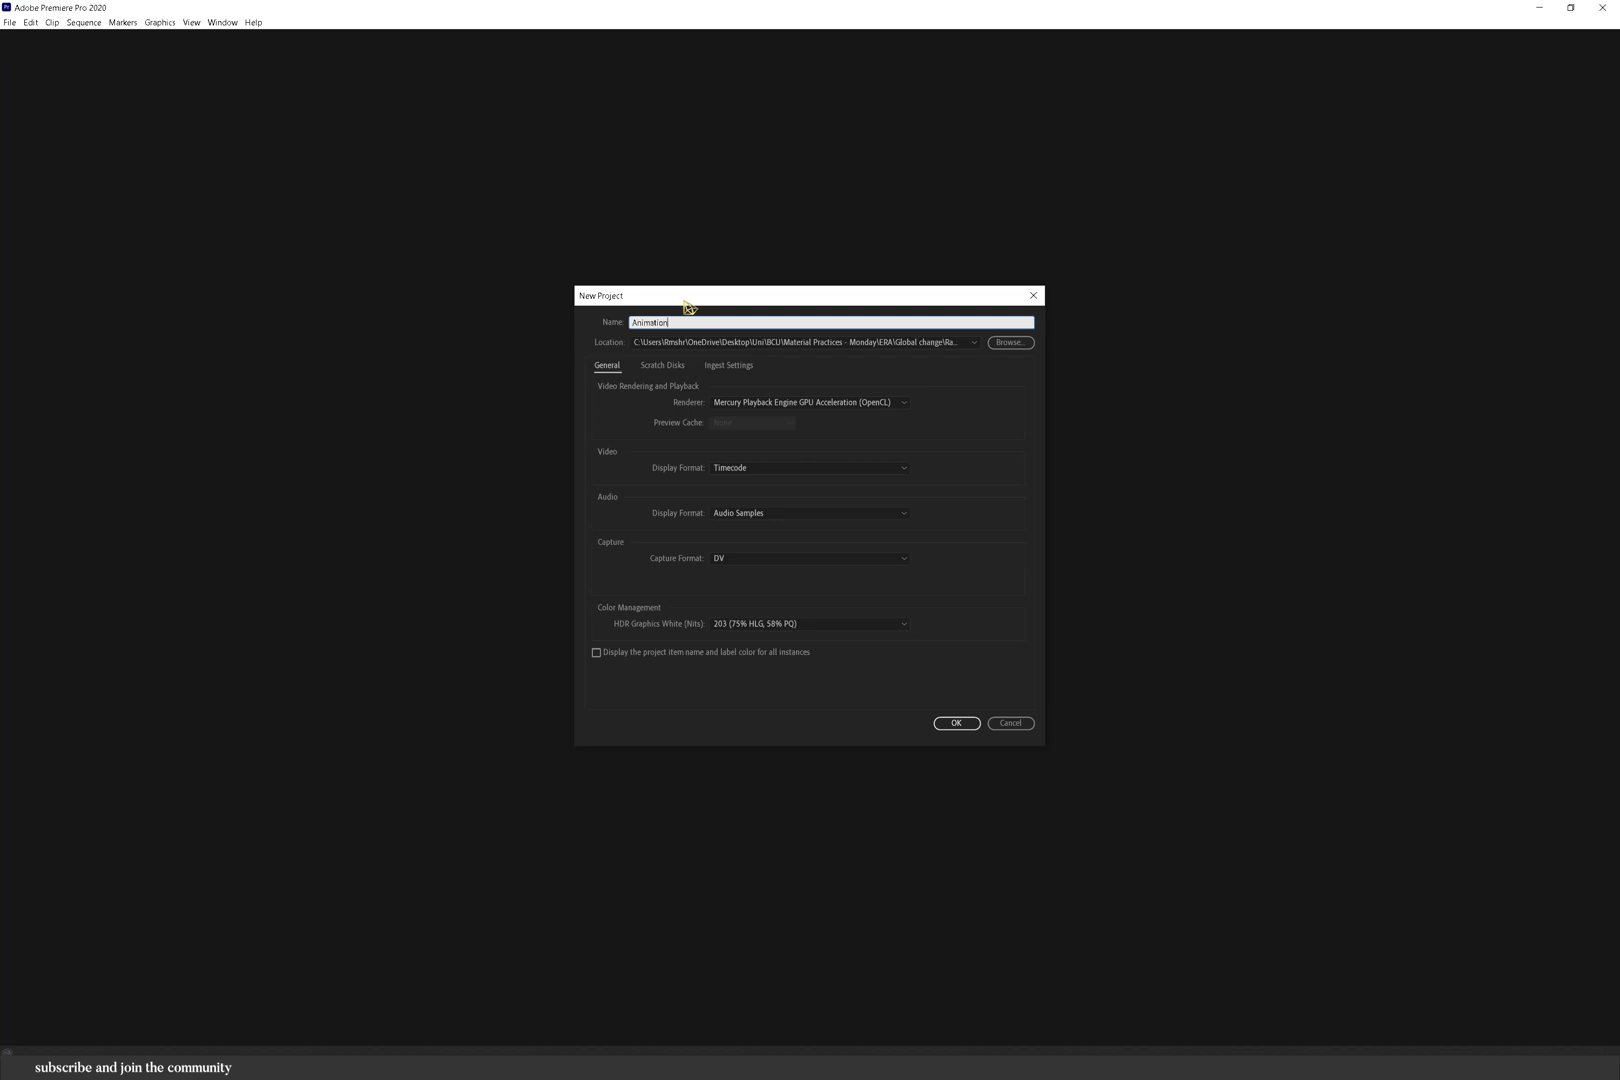 Adobe Premiere Pro 2020
File Edit Clip Sequence Markers Graphics View Window Help
New Project
Name: Animation
Location: C:\Users\Rmshr\OneDrive\Desktop\Uni\BCU\Material Practices - Monday\ERA\Global change\Ra... Browse...
General Scratch Disks Ingest Settings
Video Rendering and Playback
Renderer: Mercury Playback Engine GPU Acceleration (OpenCL)
Preview Cache: None
Video
Display Format: Timecode
Audio
Display Format: Audio Samples
Capture
Capture Format: DV
Color Management
HDR Graphics White (Nits): 203 (75% HLG, 58% PQ)
Display the project item name and label color for all instances
OK Cancel
subscribe and join the community